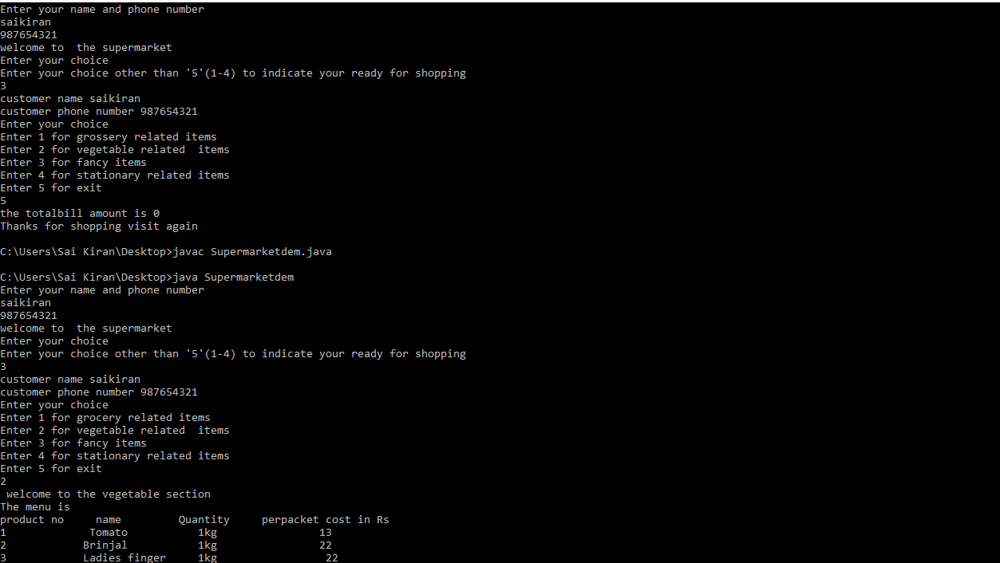 Enter your name and phone number
saikiran
987654321
welcome to  the supermarket
Enter your choice
Enter your choice other than '5'(1-4) to indicate your ready for shopping
3
customer name saikiran
customer phone number 987654321
Enter your choice
Enter 1 for grossery related items
Enter 2 for vegetable related  items
Enter 3 for fancy items
Enter 4 for stationary related items
Enter 5 for exit
5
the totalbill amount is 0
Thanks for shopping visit again
C:\Users\Sai Kiran\Desktop>javac Supermarketdem.java
C:\Users\Sai Kiran\Desktop>java Supermarketdem
Enter your name and phone number
saikiran
987654321
welcome to  the supermarket
Enter your choice
Enter your choice other than '5'(1-4) to indicate your ready for shopping
3
customer name saikiran
customer phone number 987654321
Enter your choice
Enter 1 for grocery related items
Enter 2 for vegetable related  items
Enter 3 for fancy items
Enter 4 for stationary related items
Enter 5 for exit
2
 welcome to the vegetable section
The menu is
product no     name         Quantity     perpacket cost in Rs
1             Tomato           1kg                13
2            Brinjal           1kg                22
3            Ladies finger     1kg                 22